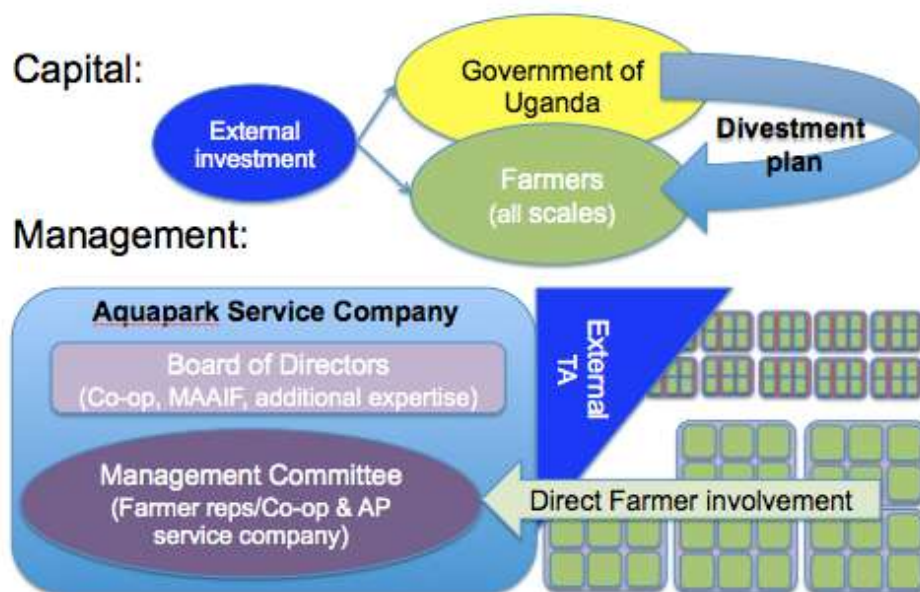 Capital:
Government of
Uganda
External
investment
Divestment
plan
Farmers
(all scales)
Management:
Aquapark Service Company
Board of Directors
(Co-op, MAAIF, additional expertise)
External
TA
Management Committee
(Farmer reps/Co-op & AP
service company)
Direct Farmer involvement